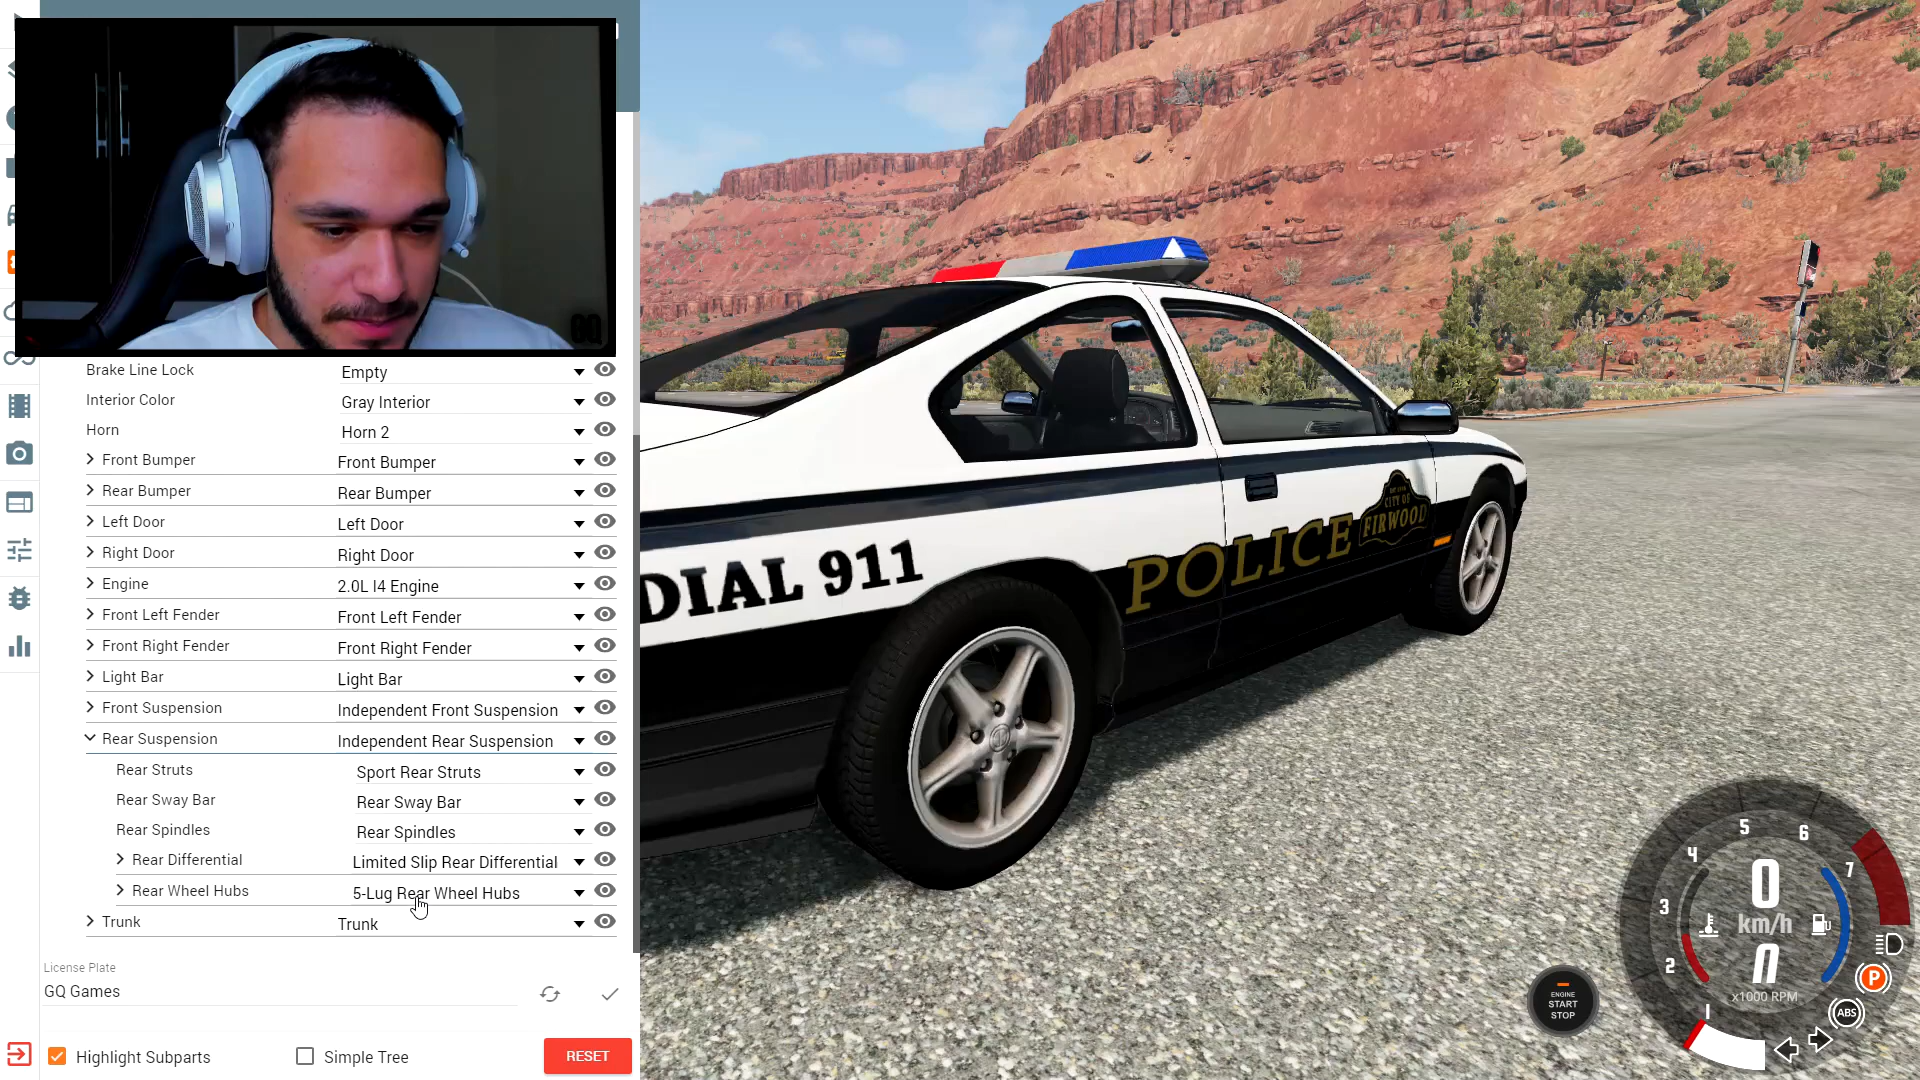 Brake Line Lock Empty
Interior Color Gray Interior
Horn Horn 2
Front Bumper Front Bumper
Rear Bumper Rear Bumper
Left Door Left Door
Right Door Right Door
Engine 2.0L I4 Engine
Front Left Fender Front Left Fender
Front Right Fender Front Right Fender
Light Bar Light Bar
Front Suspension Independent Front Suspension
Rear Suspension Independent Rear Suspension
Rear Struts Sport Rear Struts
Rear Sway Bar Rear Sway Bar
Rear Spindles Rear Spindles
Rear Differential Limited Slip Rear Differential
Rear Wheel Hubs 5-Lug Rear Wheel Hubs
Trunk Trunk
License Plate
GQ Games
Highlight Subparts
Simple Tree
RESET
GQ
DIAL 911
POLICE
CITY OF
FIRWOOD
ENGINE
START
STOP
1
2
3
4
5
6
7
0
km/h
n
x1000 RPM
P
ABS